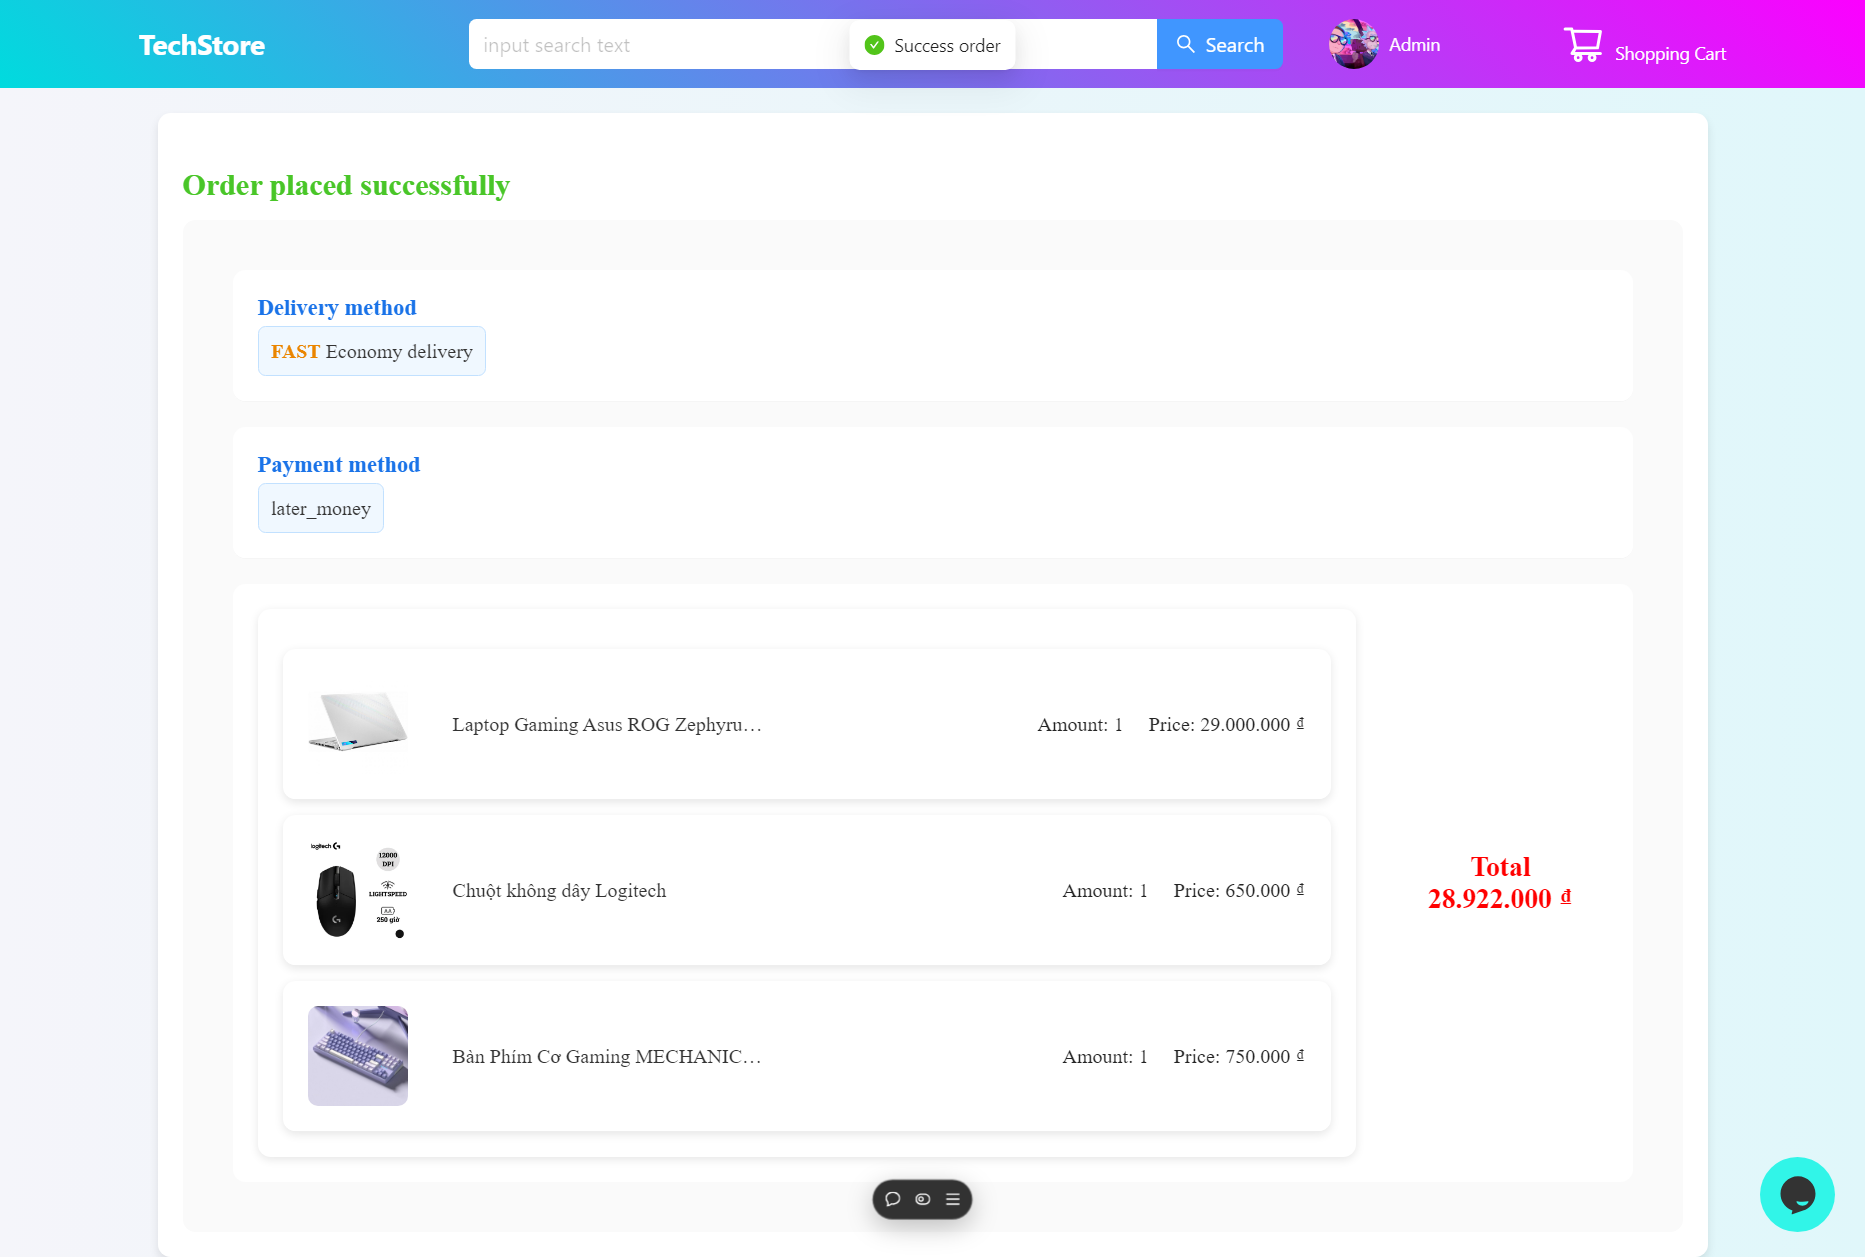 TechStore
input search text
Success order
Search
Admin
Shopping Cart
Order placed successfully
Delivery method
FAST Economy delivery
Payment method
later_money
Laptop Gaming Asus ROG Zephyru...
Amount: 1
Price: 29.000.000 ₫
logitech G
12000
DPI
LIGHTSPEED
AA
250 giờ
Chuột không dây Logitech
Amount: 1
Price: 650.000 ₫
Bàn Phím Cơ Gaming MECHANIC...
Amount: 1
Price: 750.000 ₫
Total
28.922.000 ₫